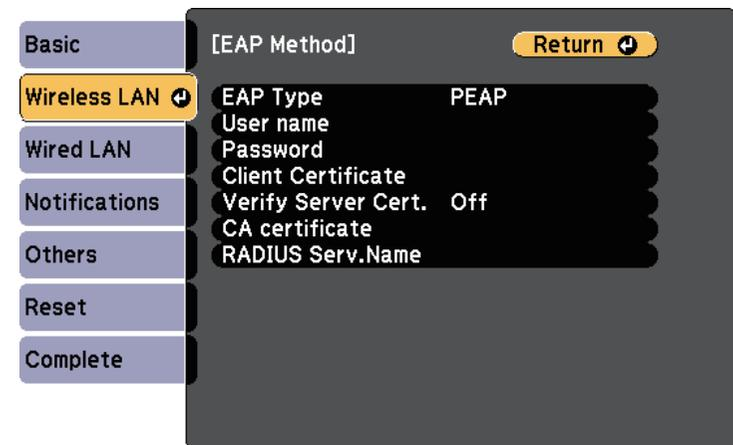 Basic
Wireless LAN
Wired LAN
Notifications
Others
Reset
Complete
[EAP Method]
Return
EAP Type PEAP
User name
Password
Client Certificate
Verify Server Cert. Off
CA certificate
RADIUS Serv.Name